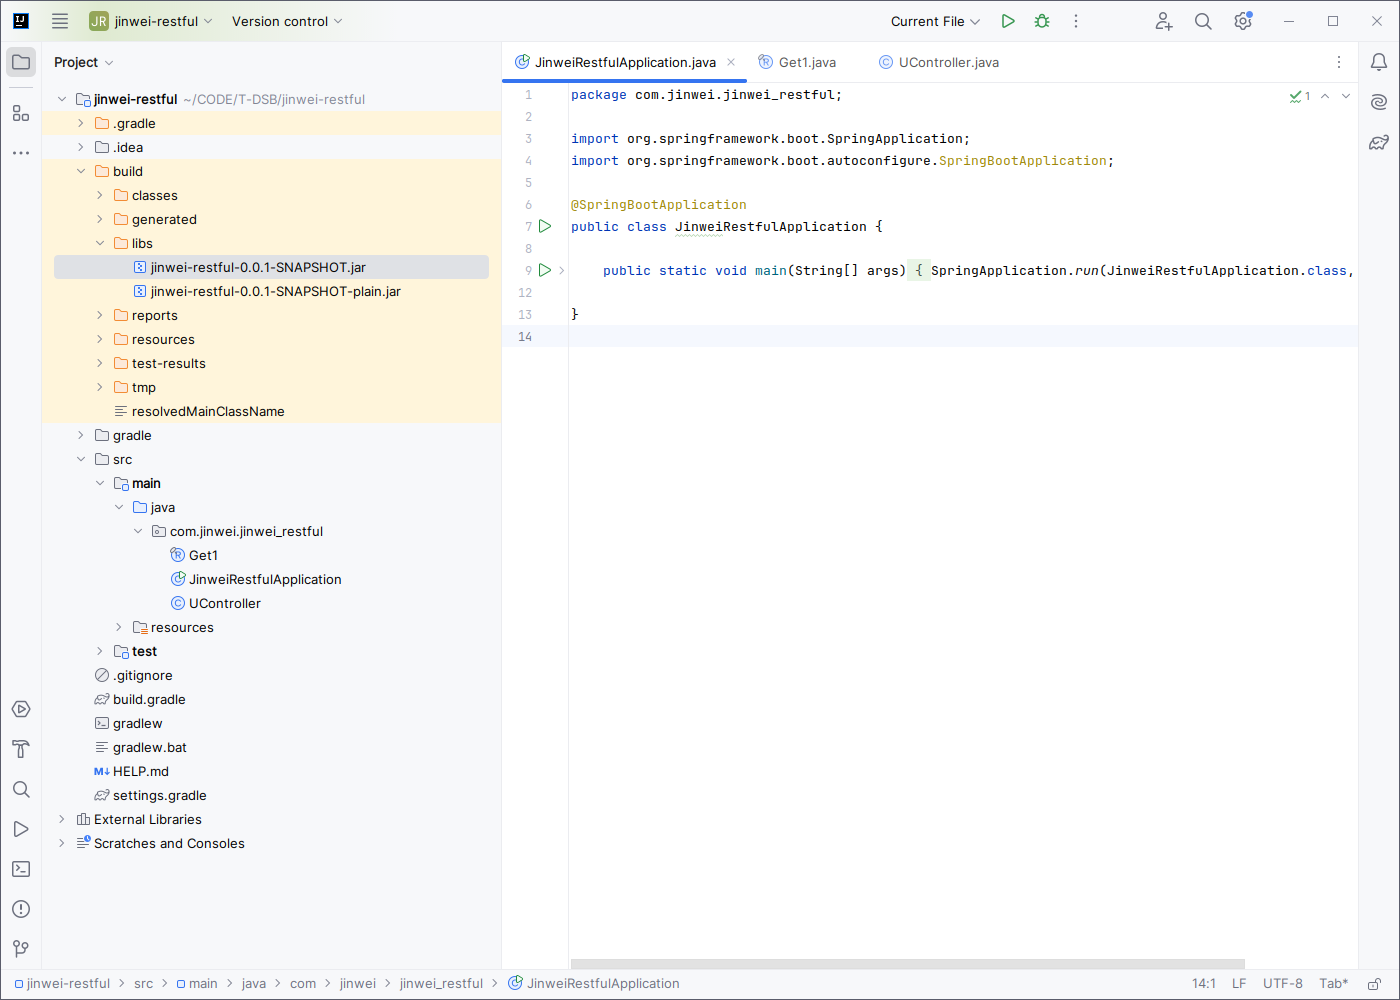 JR jinwei-restful Version control Current File
Project
JinweiRestfulApplication.java Get1.java UController.java
jinwei-restful ~/CODE/T-DSB/jinwei-restful
.gradle
.idea
build
classes
generated
libs
jinwei-restful-0.0.1-SNAPSHOT.jar
jinwei-restful-0.0.1-SNAPSHOT-plain.jar
reports
resources
test-results
tmp
resolvedMainClassName
gradle
src
main
java
com.jinwei.jinwei_restful
Get1
JinweiRestfulApplication
UController
resources
test
.gitignore
build.gradle
gradlew
gradlew.bat
M↓ HELP.md
settings.gradle
External Libraries
Scratches and Consoles
1 package com.jinwei.jinwei_restful;
2
3 import org.springframework.boot.SpringApplication;
4 import org.springframework.boot.autoconfigure.SpringBootApplication;
5
6 @SpringBootApplication
7 public class JinweiRestfulApplication {
8
9 public static void main(String[] args) { SpringApplication.run(JinweiRestfulApplication.class,
12
13 }
14
1
jinwei-restful > src > main > java > com > jinwei > jinwei_restful > JinweiRestfulApplication
14:1 LF UTF-8 Tab*